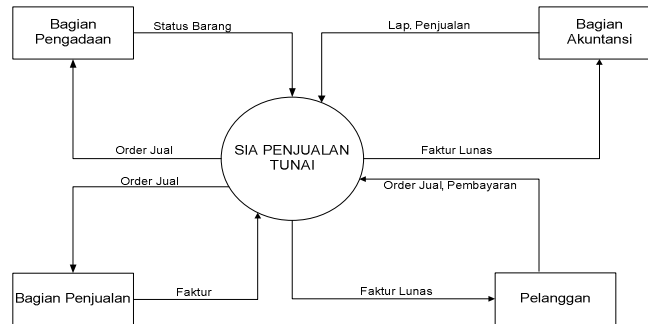 Bagian
Pengadaan
Status Barang
Lap. Penjualan
Bagian
Akuntansi
Order Jual
SIA PENJUALAN
TUNAI
Faktur Lunas
Order Jual
Order Jual, Pembayaran
Bagian Penjualan
Faktur
Faktur Lunas
Pelanggan